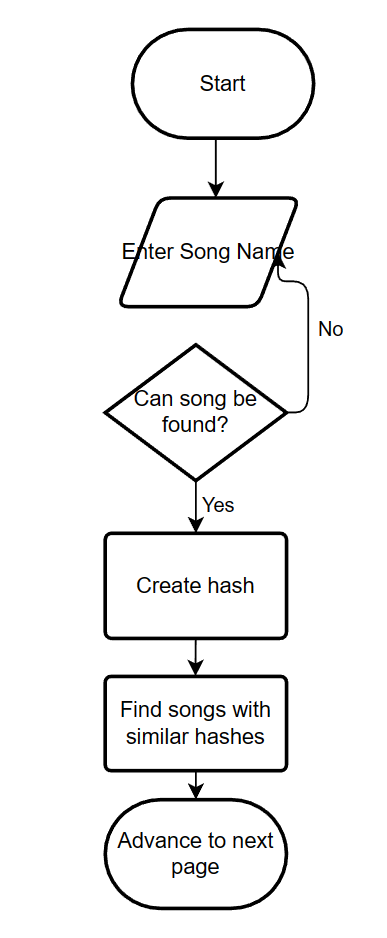 Start
Enter Song Name
No
Can song be
found?
Yes
Create hash
Find songs with
similar hashes
Advance to next
page